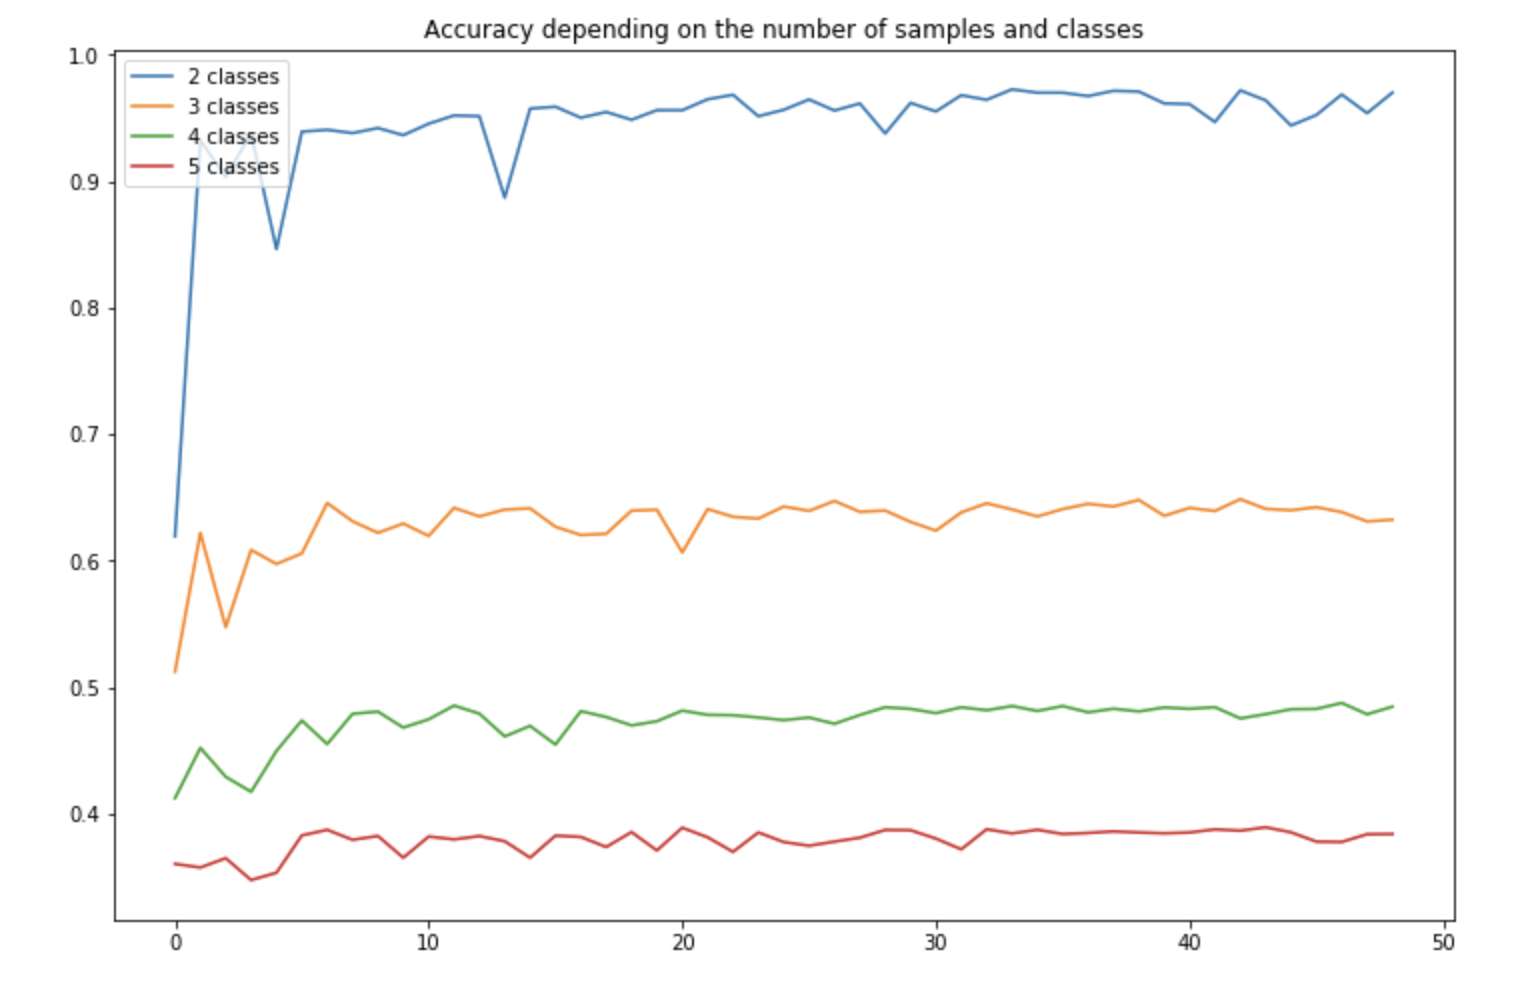 Accuracy depending on the number of samples and classes
1.0
0.9
0.8
0.7
0.6
0.5
0.4
2 classes
3 classes
4 classes
5 classes
0 10 20 30 40 50